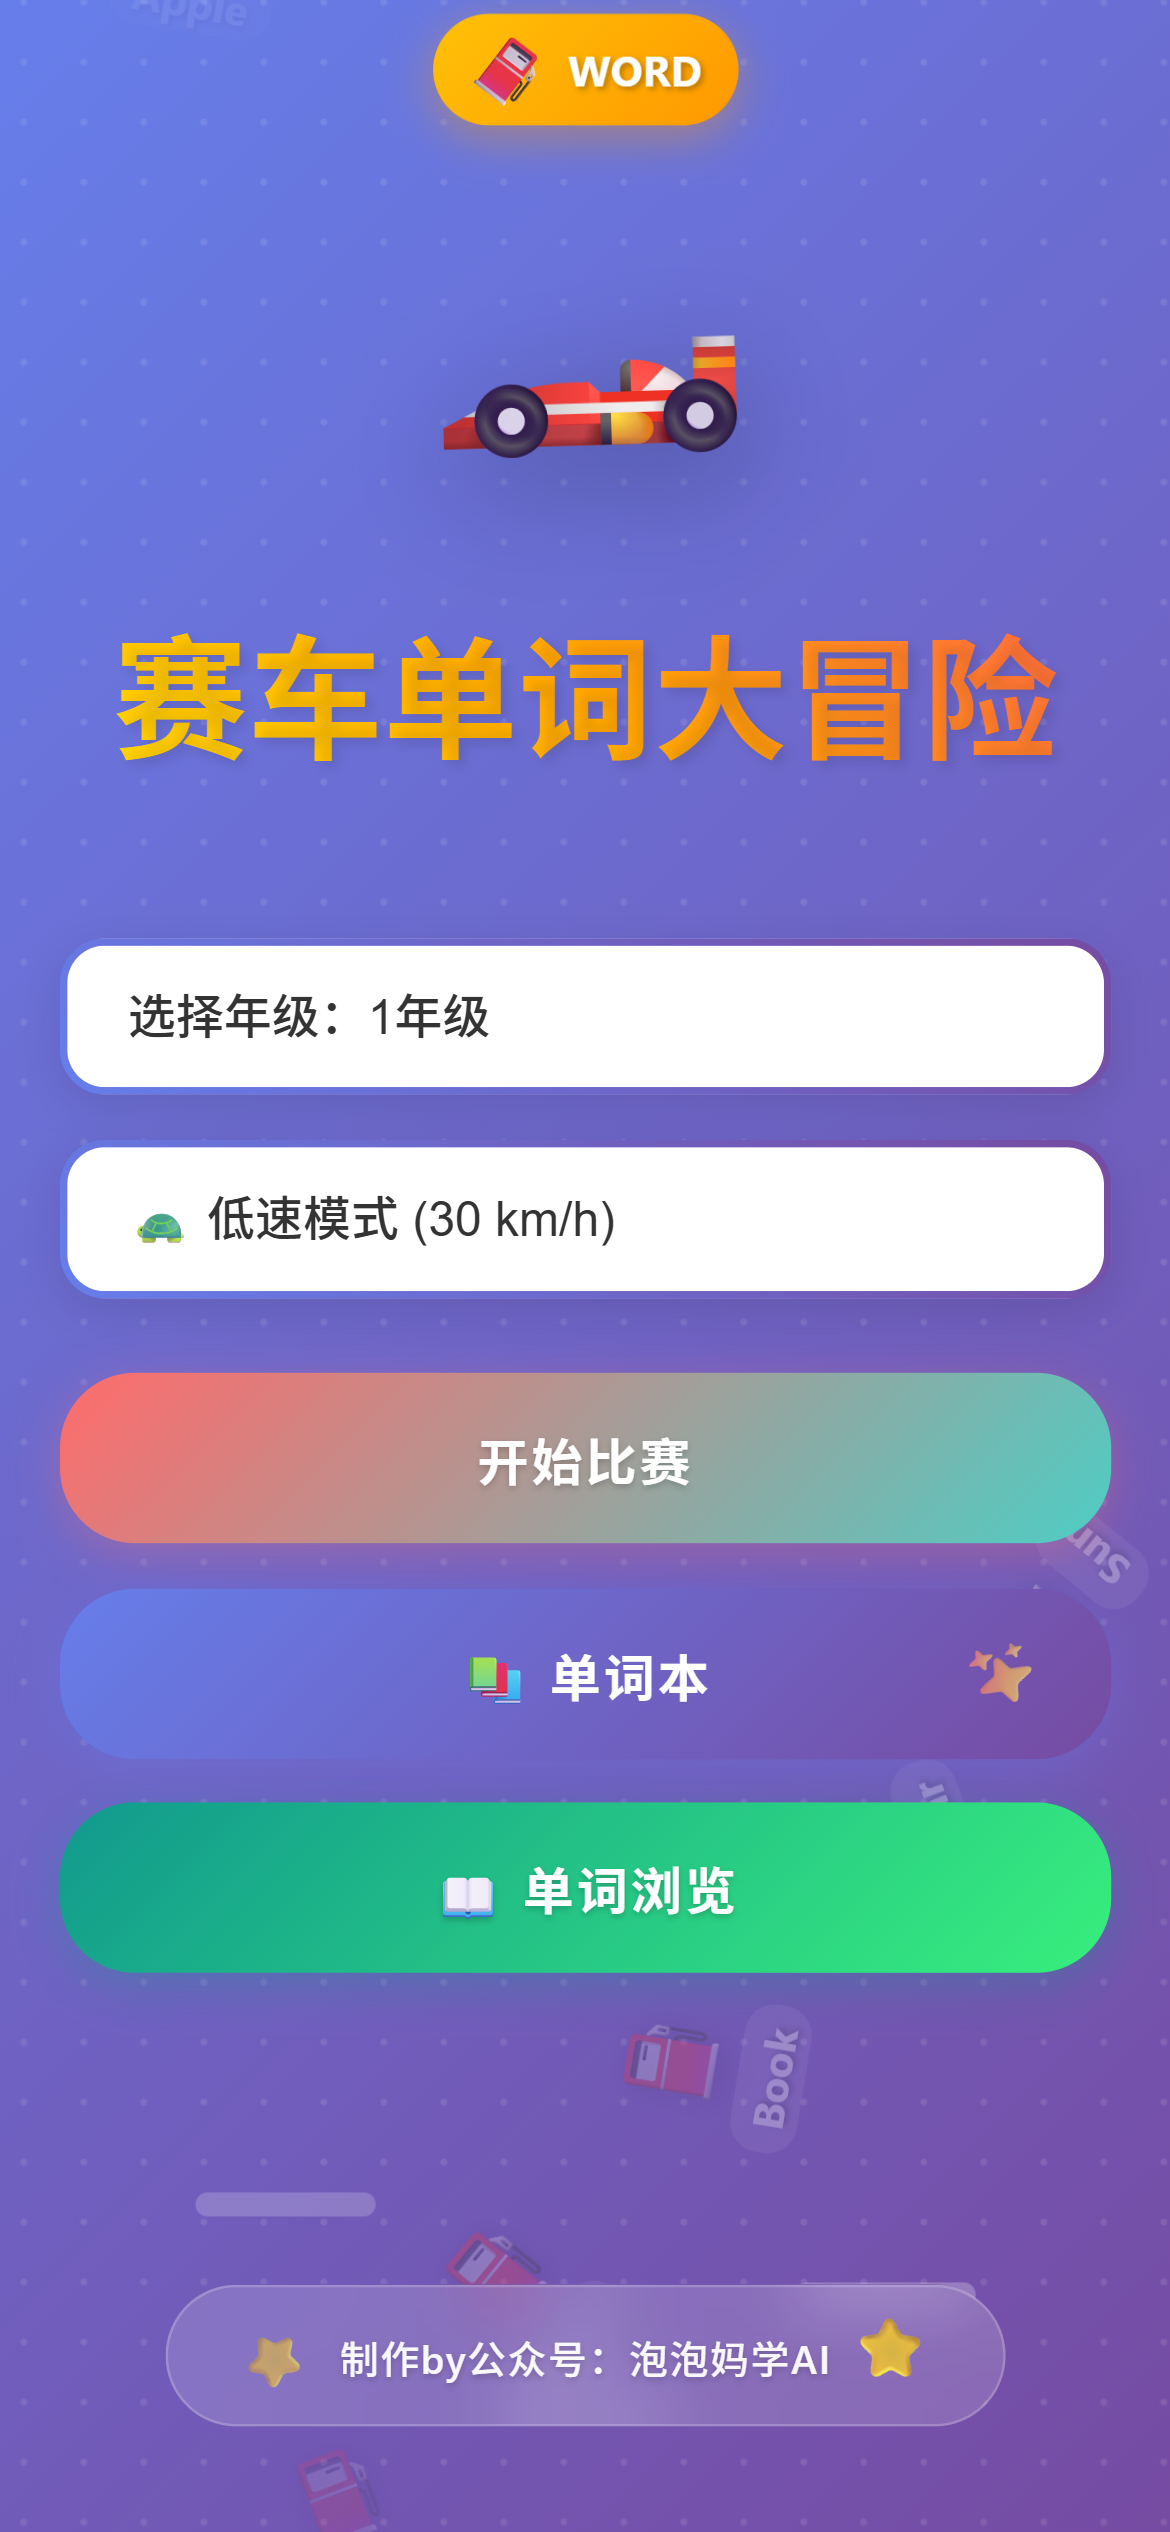 Apple
WORD
赛车单词大冒险
选择年级：1年级
低速模式 (30 km/h)
开始比赛
Sun
单词本
单词浏览
Book
制作by公众号：泡泡妈学AI